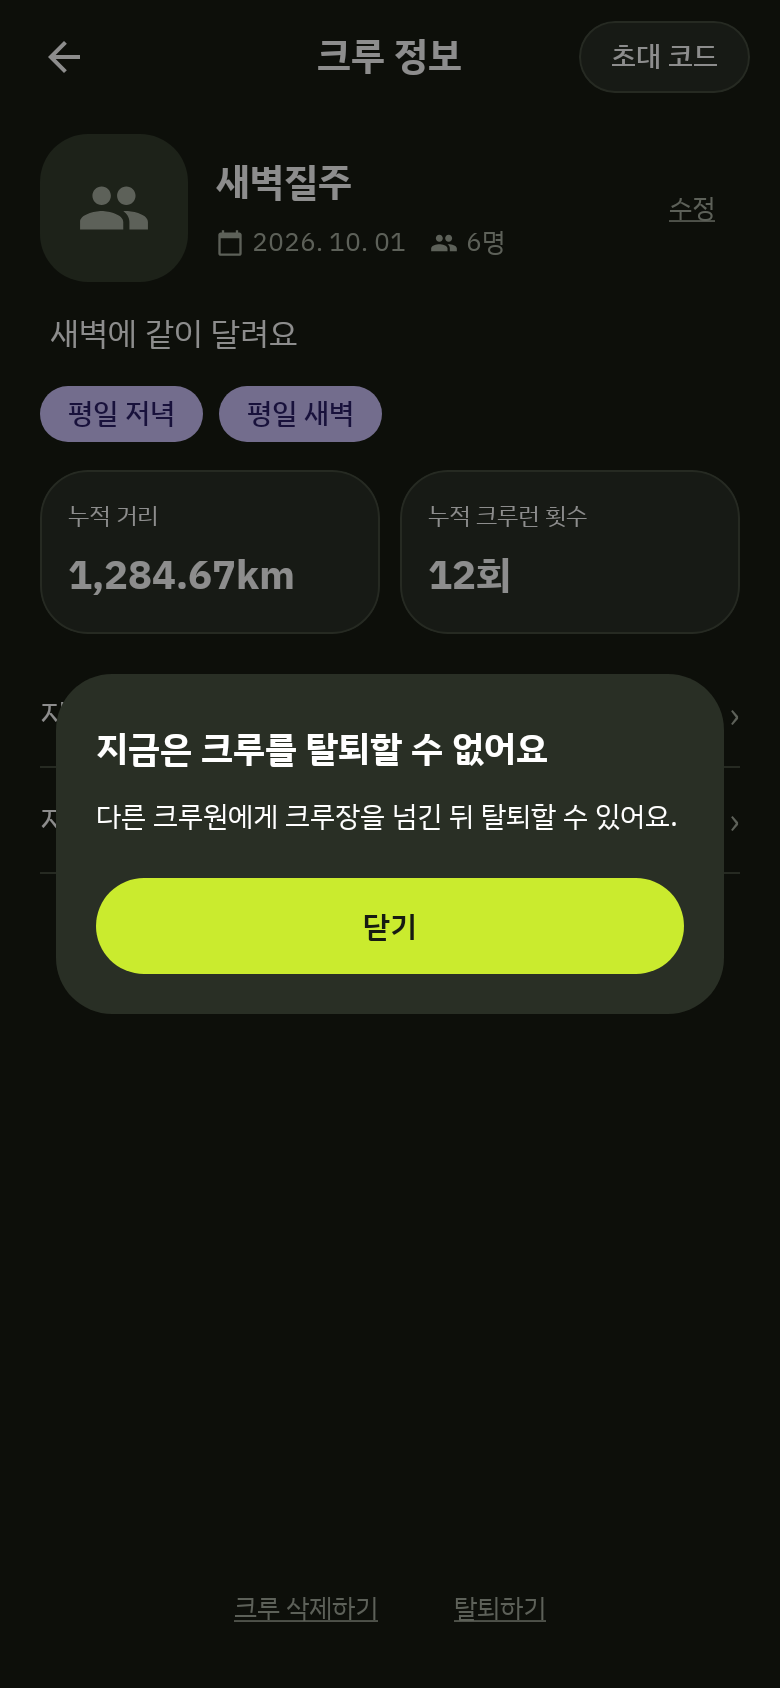 크루 정보
초대 코드
새벽질주
수정
2026. 10. 01 6명
새벽에 같이 달려요
평일 저녁 평일 새벽
누적 거리
1,284.67km
누적 크루런 횟수
12회
지금은 크루를 탈퇴할 수 없어요
다른 크루원에게 크루장을 넘긴 뒤 탈퇴할 수 있어요.
닫기
크루 삭제하기 탈퇴하기